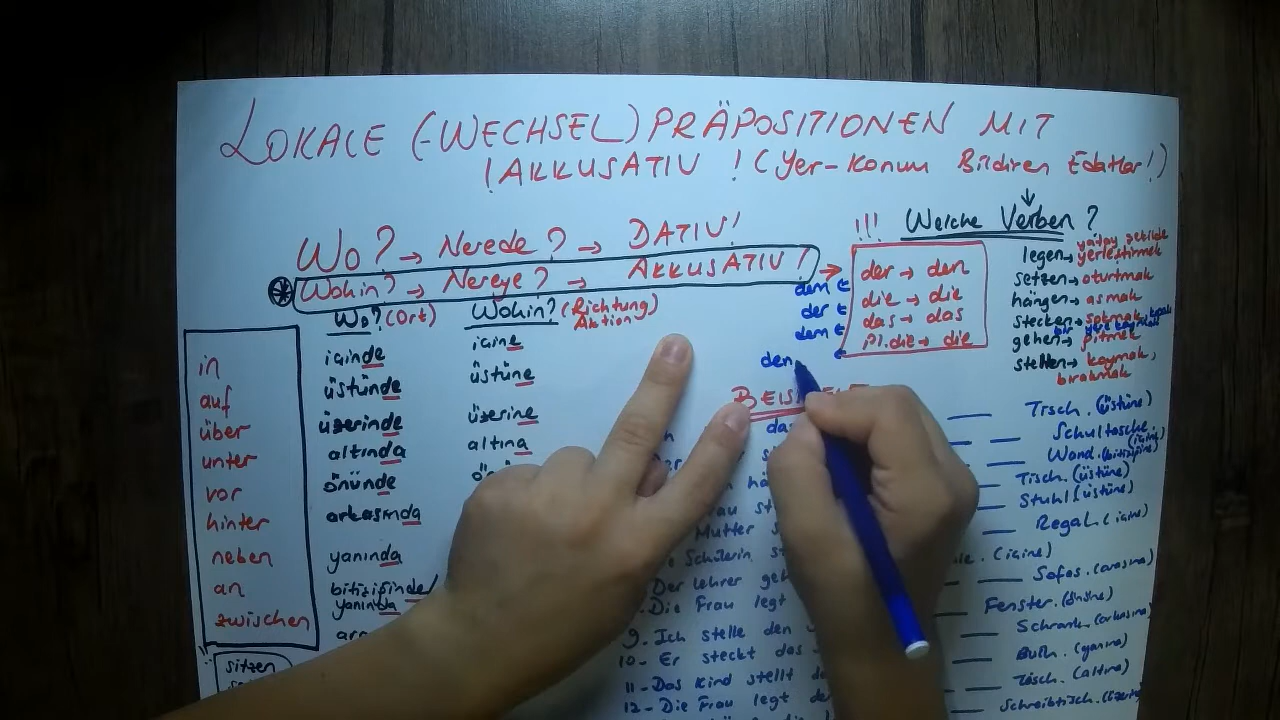 LOKALE (-WECHSEL) PRÄPOSITIONEN MIT
!AKKUSATIV ! (Yer-Konum Bildiren Edatlar!)
Wo? → Nerede? → DATİV!
Wohin? → Nereye? → AKKUSATIV!
!!! Welche Verben?
der → den
die → die
das → das
Pl. die → die
dem
der
dem
den
legen → yatay şekilde yerleştirmek
setzen → oturtmak
hängen → asmak
stecken → sokmak
gehen → gitmek
stellen → koymak,
bırakmak
Wo? (Ort) Wohin? (Richtung)
Aktion
in içinde içine
auf üstünde üstüne
über üzerinde üzerine
unter altında altına
vor önünde
hinter arkasında
neben yanında
an bitişiğinde/
yanında
zwischen
sitzen
Tisch. (üstüne)
Schultasche. (içine)
Wand. (bitişiğine)
Tisch (üstüne)
Stuhl (üstüne)
Regal (içine)
(içine)
Mutter
Schülerin
Der Lehrer
Sofas. (arasına)
Die Frau legt
Fenster. (önüne)
9. Ich stelle den
Schrank. (arkasına)
10- Er steckt das
(yanına)
11- Das Kind stellt
Tisch. (altına)
12- Die Frau legt
Schreibtisch.